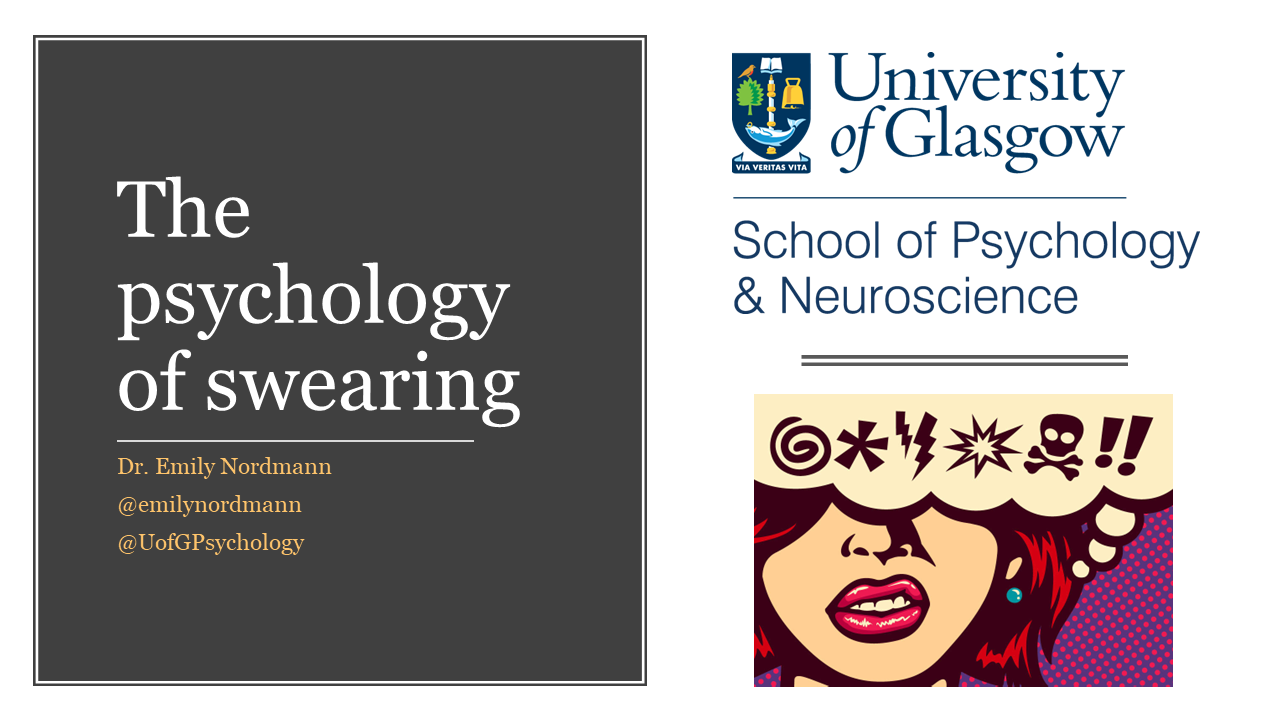 The
psychology
of swearing
Dr. Emily Nordmann
@emilynordmann
@UofGPsychology
University
of Glasgow
VIA VERITAS VITA
School of Psychology
& Neuroscience
!!